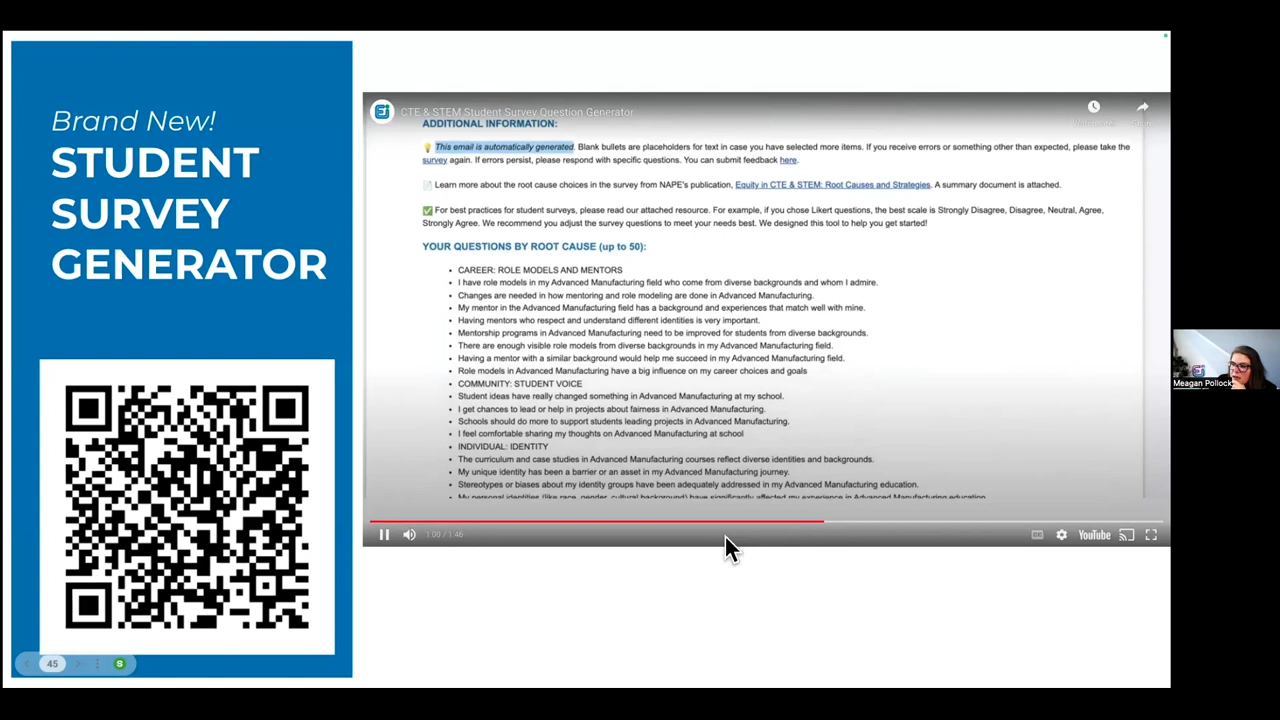 Brand New!
STUDENT
SURVEY
GENERATOR
45
S
CTE & STEM Student Survey Question Generator
ADDITIONAL INFORMATION:
💡 This email is automatically generated. Blank bullets are placeholders for text in case you have selected more items. If you receive errors or something other than expected, please take the
survey again. If errors persist, please respond with specific questions. You can submit feedback here.
📄 Learn more about the root cause choices in the survey from NAPE's publication, Equity in CTE & STEM: Root Causes and Strategies. A summary document is attached.
✅ For best practices for student surveys, please read our attached resource. For example, if you chose Likert questions, the best scale is Strongly Disagree, Disagree, Neutral, Agree,
Strongly Agree. We recommend you adjust the survey questions to meet your needs best. We designed this tool to help you get started!
YOUR QUESTIONS BY ROOT CAUSE (up to 50):
• CAREER: ROLE MODELS AND MENTORS
• I have role models in my Advanced Manufacturing field who come from diverse backgrounds and whom I admire.
• Changes are needed in how mentoring and role modeling are done in Advanced Manufacturing.
• My mentor in the Advanced Manufacturing field has a background and experiences that match well with mine.
• Having mentors who respect and understand different identities is very important.
• Mentorship programs in Advanced Manufacturing need to be improved for students from diverse backgrounds.
• There are enough visible role models from diverse backgrounds in my Advanced Manufacturing field.
• Having a mentor with a similar background would help me succeed in my Advanced Manufacturing field.
• Role models in Advanced Manufacturing have a big influence on my career choices and goals
• COMMUNITY: STUDENT VOICE
• Student ideas have really changed something in Advanced Manufacturing at my school.
• I get chances to lead or help in projects about fairness in Advanced Manufacturing.
• Schools should do more to support students leading projects in Advanced Manufacturing.
• I feel comfortable sharing my thoughts on Advanced Manufacturing at school
• INDIVIDUAL: IDENTITY
• The curriculum and case studies in Advanced Manufacturing courses reflect diverse identities and backgrounds.
• My unique identity has been a barrier or an asset in my Advanced Manufacturing journey.
• Stereotypes or biases about my identity groups have been adequately addressed in my Advanced Manufacturing education.
• My personal identities (like race, gender, cultural background) have significantly affected my experience in Advanced Manufacturing education.
1:00 / 1:46
CC
YouTube
Meagan Pollock